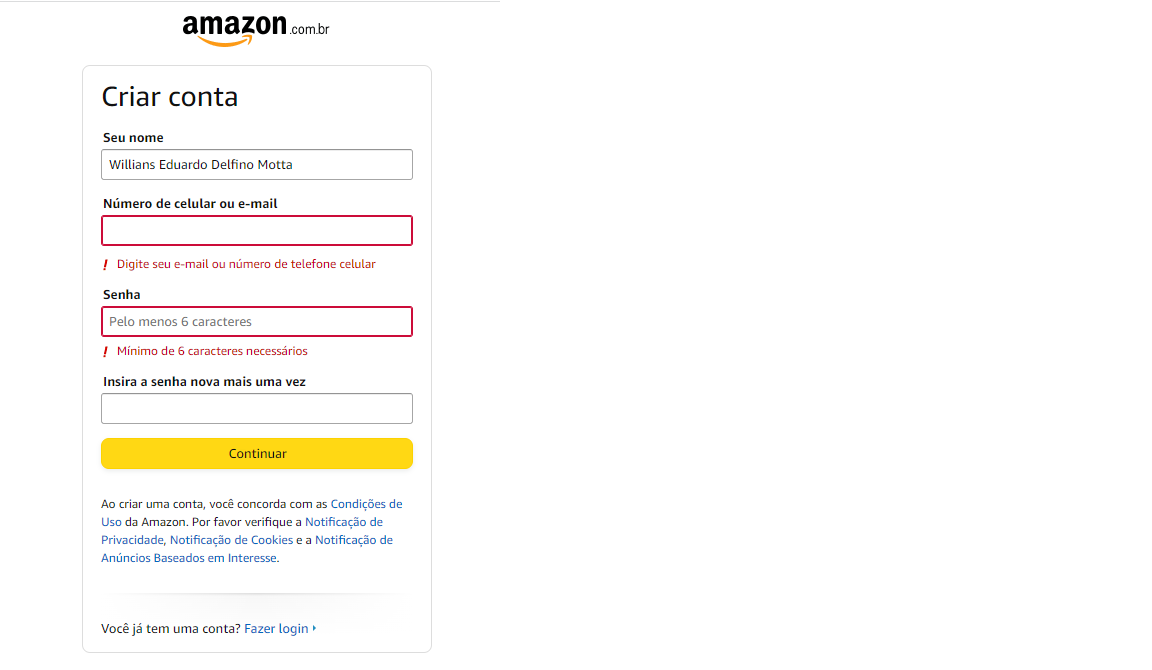 amazon.com.br
Criar conta
Seu nome
Willians Eduardo Delfino Motta
Número de celular ou e-mail
! Digite seu e-mail ou número de telefone celular
Senha
Pelo menos 6 caracteres
! Mínimo de 6 caracteres necessários
Insira a senha nova mais uma vez
Continuar
Ao criar uma conta, você concorda com as Condições de
Uso da Amazon. Por favor verifique a Notificação de
Privacidade, Notificação de Cookies e a Notificação de
Anúncios Baseados em Interesse.
Você já tem uma conta? Fazer login